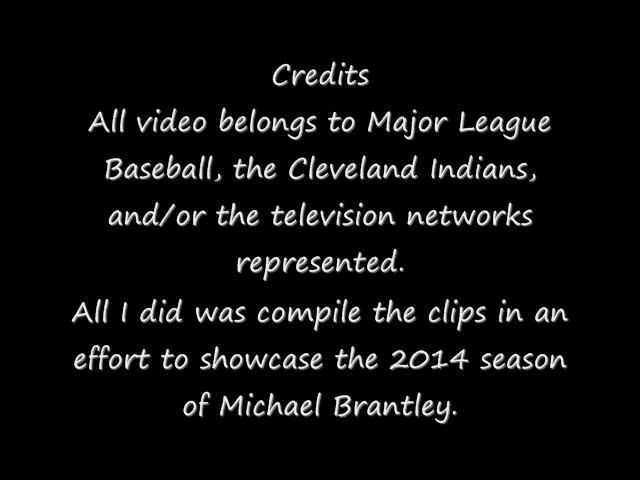 Credits
All video belongs to Major League
Baseball, the Cleveland Indians,
and/or the television networks
represented.
All I did was compile the clips in an
effort to showcase the 2014 season
of Michael Brantley.